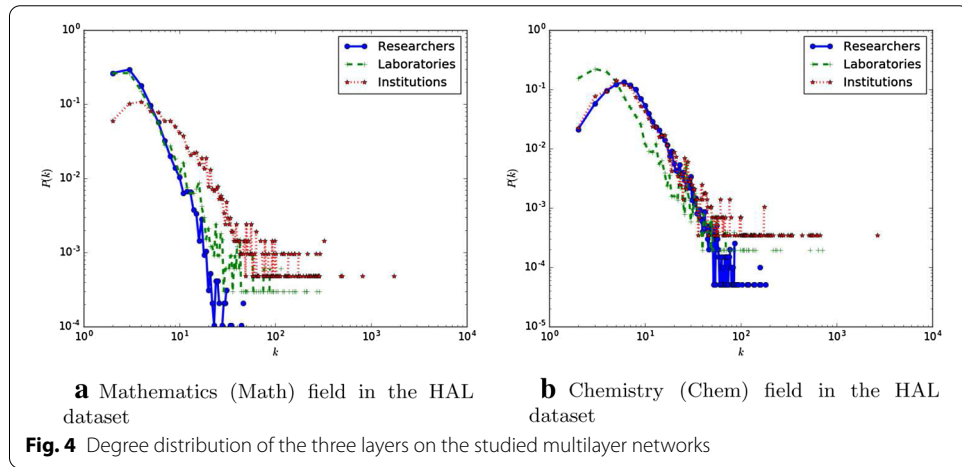 10^0
10^-1
10^-2
10^-3
10^-4
P(k)
10^0
10^1
10^2
10^3
10^4
k
Researchers
Laboratories
Institutions
10^0
10^-1
10^-2
10^-3
10^-4
10^-5
P(k)
10^0
10^1
10^2
10^3
10^4
k
Researchers
Laboratories
Institutions
a Mathematics (Math) field in the HAL
dataset
b Chemistry (Chem) field in the HAL
dataset
Fig. 4 Degree distribution of the three layers on the studied multilayer networks